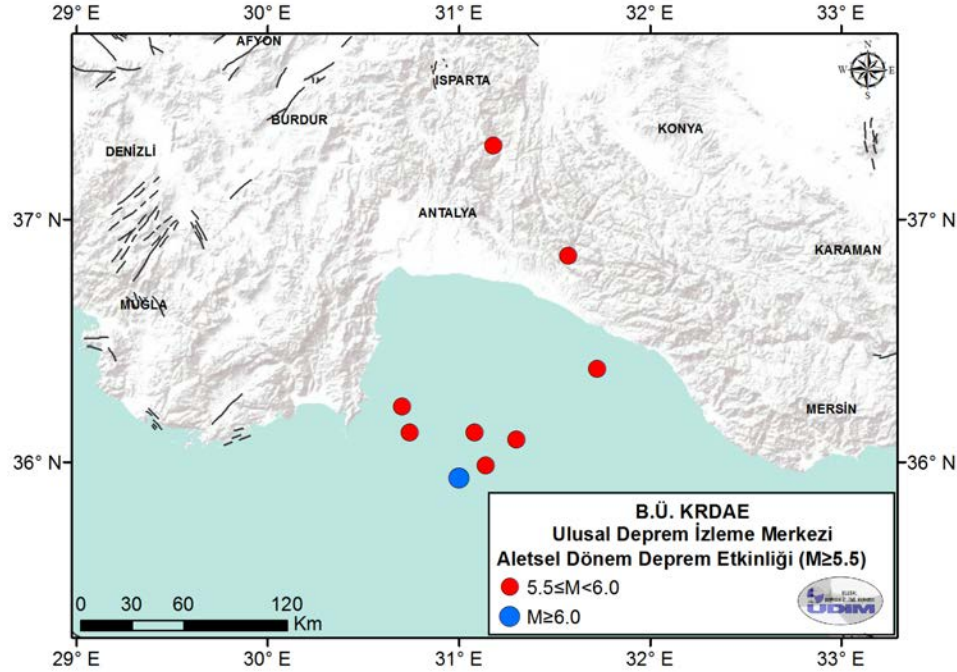 29° E 30° E 31° E 32° E 33° E
AFYON
N
W E
S
ISPARTA
BURDUR
KONYA
DENİZLİ
ANTALYA
37° N 37° N
KARAMAN
MUĞLA
MERSİN
36° N 36° N
B.Ü. KRDAE
Ulusal Deprem İzleme Merkezi
Aletsel Dönem Deprem Etkinliği (M≥5.5)
5.5≤M<6.0
M≥6.0
UDİM
0 30 60 120
Km
29° E 30° E 31° E 32° E 33° E